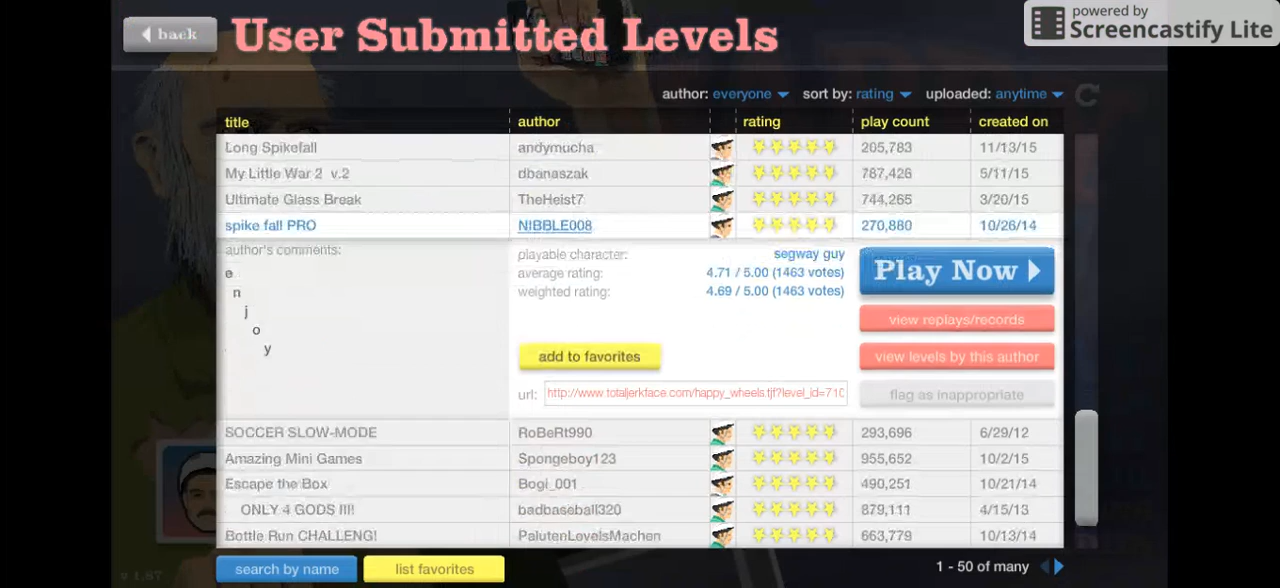 back
User Submitted Levels
powered by
Screencastify Lite
author: everyone sort by: rating uploaded: anytime
title author rating play count created on
Long Spikefall andymucha 205,783 11/13/15
My Little War 2 v.2 dbanaszak 787,426 5/11/15
Ultimate Glass Break TheHeist7 744,265 3/20/15
spike fall PRO N!BBLE008 270,880 10/26/14
author's comments:
e
n
j
o
y
playable character: segway guy
average rating: 4.71 / 5.00 (1463 votes)
weighted rating: 4.69 / 5.00 (1463 votes)
add to favorites
url: http://www.totaljerkface.com/happy_wheels.tjf?level_id=710
Play Now
view replays/records
view levels by this author
flag as inappropriate
SOCCER SLOW-MODE RoBeRt990 293,696 6/29/12
Amazing Mini Games Spongeboy123 955,652 10/2/15
Escape the Box Bogi_001 490,251 10/21/14
ONLY 4 GODS !!!! badbaseball320 879,111 4/15/13
Bottle Run CHALLENG! PalutenLevelsMachen 663,779 10/13/14
search by name list favorites 1 - 50 of many
v 1.87